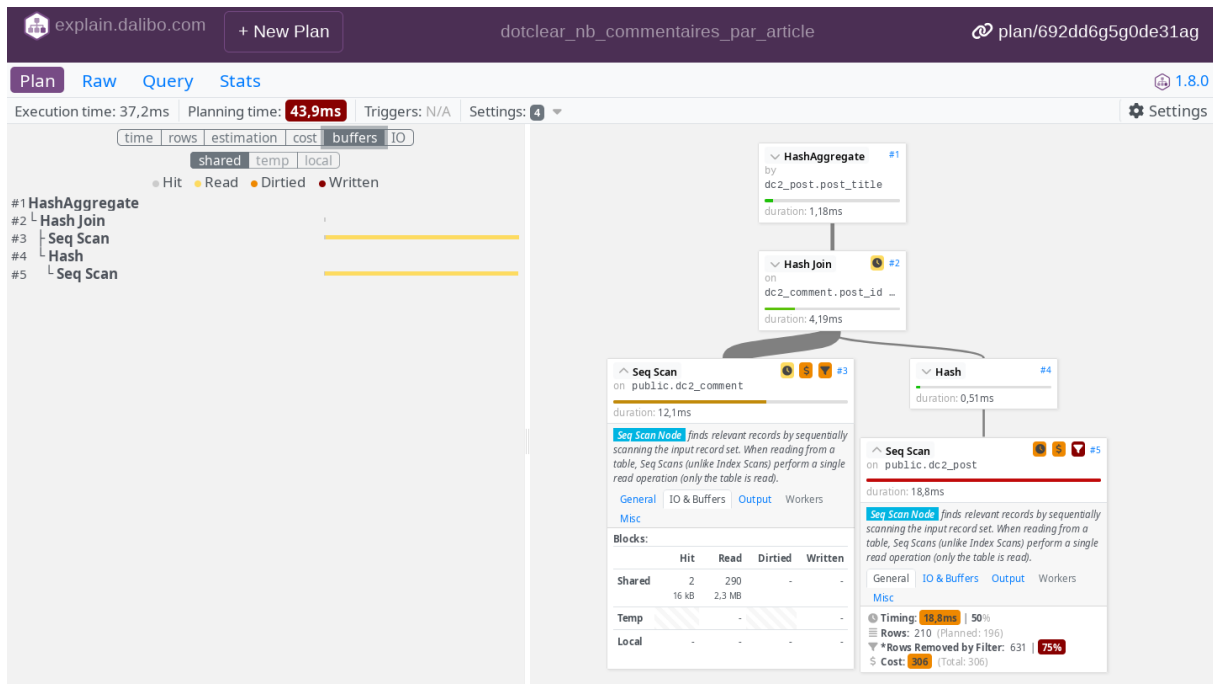 explain.dalibo.com
+ New Plan
dotclear_nb_commentaires_par_article
plan/692dd6g5g0de31ag
Plan Raw Query Stats
1.8.0
Execution time: 37,2ms Planning time: 43,9ms Triggers: N/A Settings: 4
Settings
time rows estimation cost buffers IO
shared temp local
Hit Read Dirtied Written
#1 HashAggregate
#2 └ Hash Join
#3 ├ Seq Scan
#4 └ Hash
#5 └ Seq Scan
HashAggregate #1
by
dc2_post.post_title
duration: 1,18ms
Hash Join #2
on
dc2_comment.post_id …
duration: 4,19ms
Seq Scan $ #3
on public.dc2_comment
duration: 12,1ms
Seq Scan Node finds relevant records by sequentially
scanning the input record set. When reading from a
table, Seq Scans (unlike Index Scans) perform a single
read operation (only the table is read).
General IO & Buffers Output Workers
Misc
Blocks:
Hit Read Dirtied Written
Shared 2 290 - -
16 kB 2,3 MB
Temp - -
Local - - - -
Hash #4
duration: 0,51ms
Seq Scan $ #5
on public.dc2_post
duration: 18,8ms
Seq Scan Node finds relevant records by sequentially
scanning the input record set. When reading from a
table, Seq Scans (unlike Index Scans) perform a single
read operation (only the table is read).
General IO & Buffers Output Workers
Misc
Timing: 18,8ms | 50%
Rows: 210 (Planned: 196)
*Rows Removed by Filter: 631 | 75%
$ Cost: 306 (Total: 306)